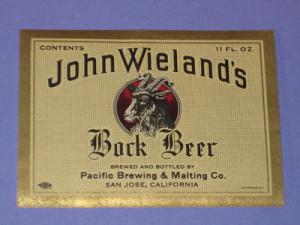 CONTENTS 11 FL. OZ.
John Wieland's
Bock Beer
BREWED AND BOTTLED BY
Pacific Brewing & Malting Co.
SAN JOSE, CALIFORNIA